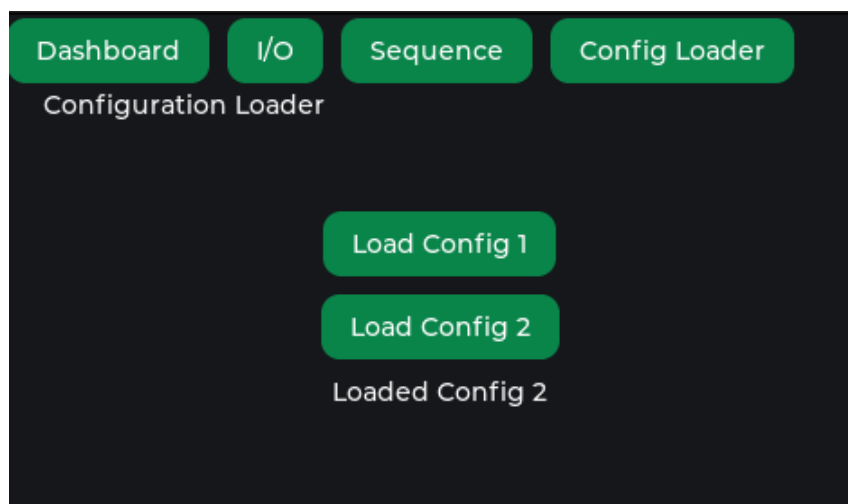 Dashboard I/O Sequence Config Loader
Configuration Loader
Load Config 1
Load Config 2
Loaded Config 2